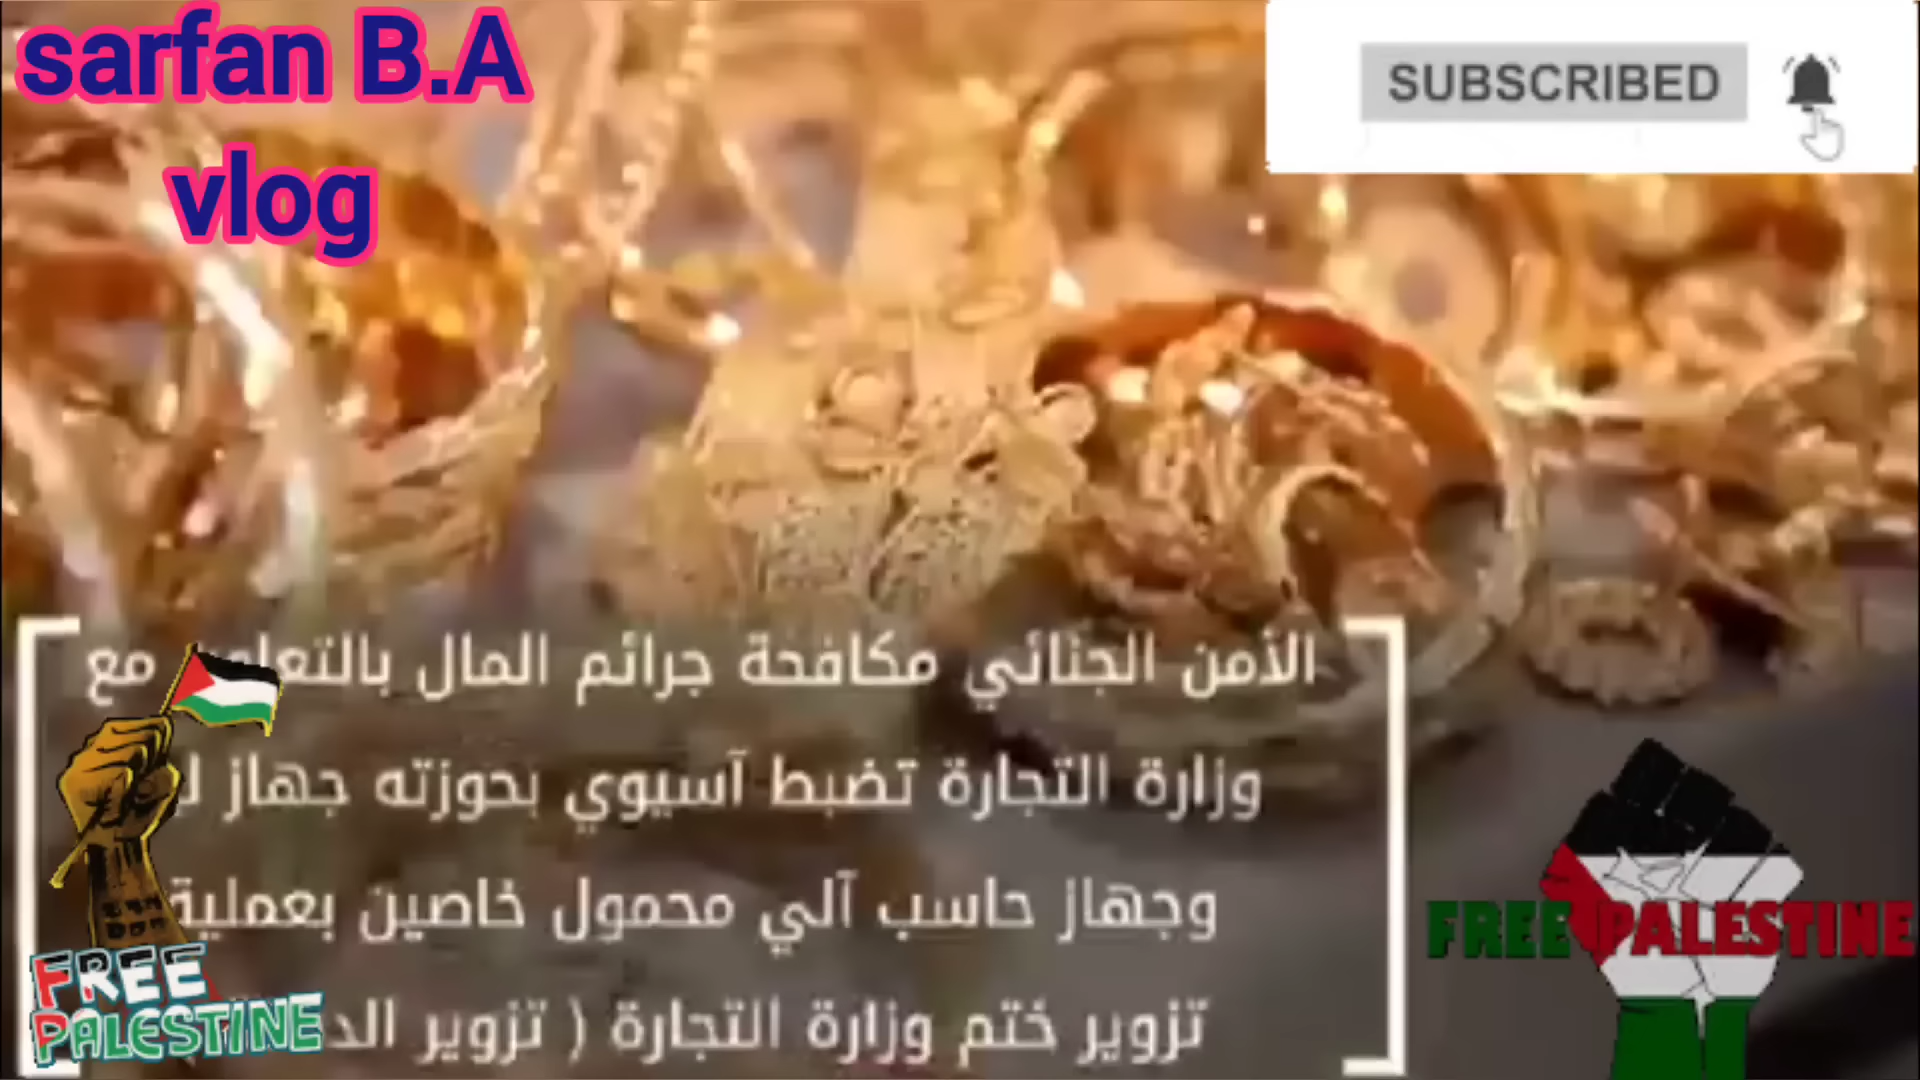 sarfan B.A
vlog
SUBSCRIBED
الأمن الجنائي مكافحة جرائم المال مع
وزارة التجارة تضبط آسيوي بحوزته جهاز
وجهاز حاسب آلي محمول خاصين بعملية
تزوير ختم وزارة التجارة ( تزوير
FREE
PALESTINE
FREE PALESTINE